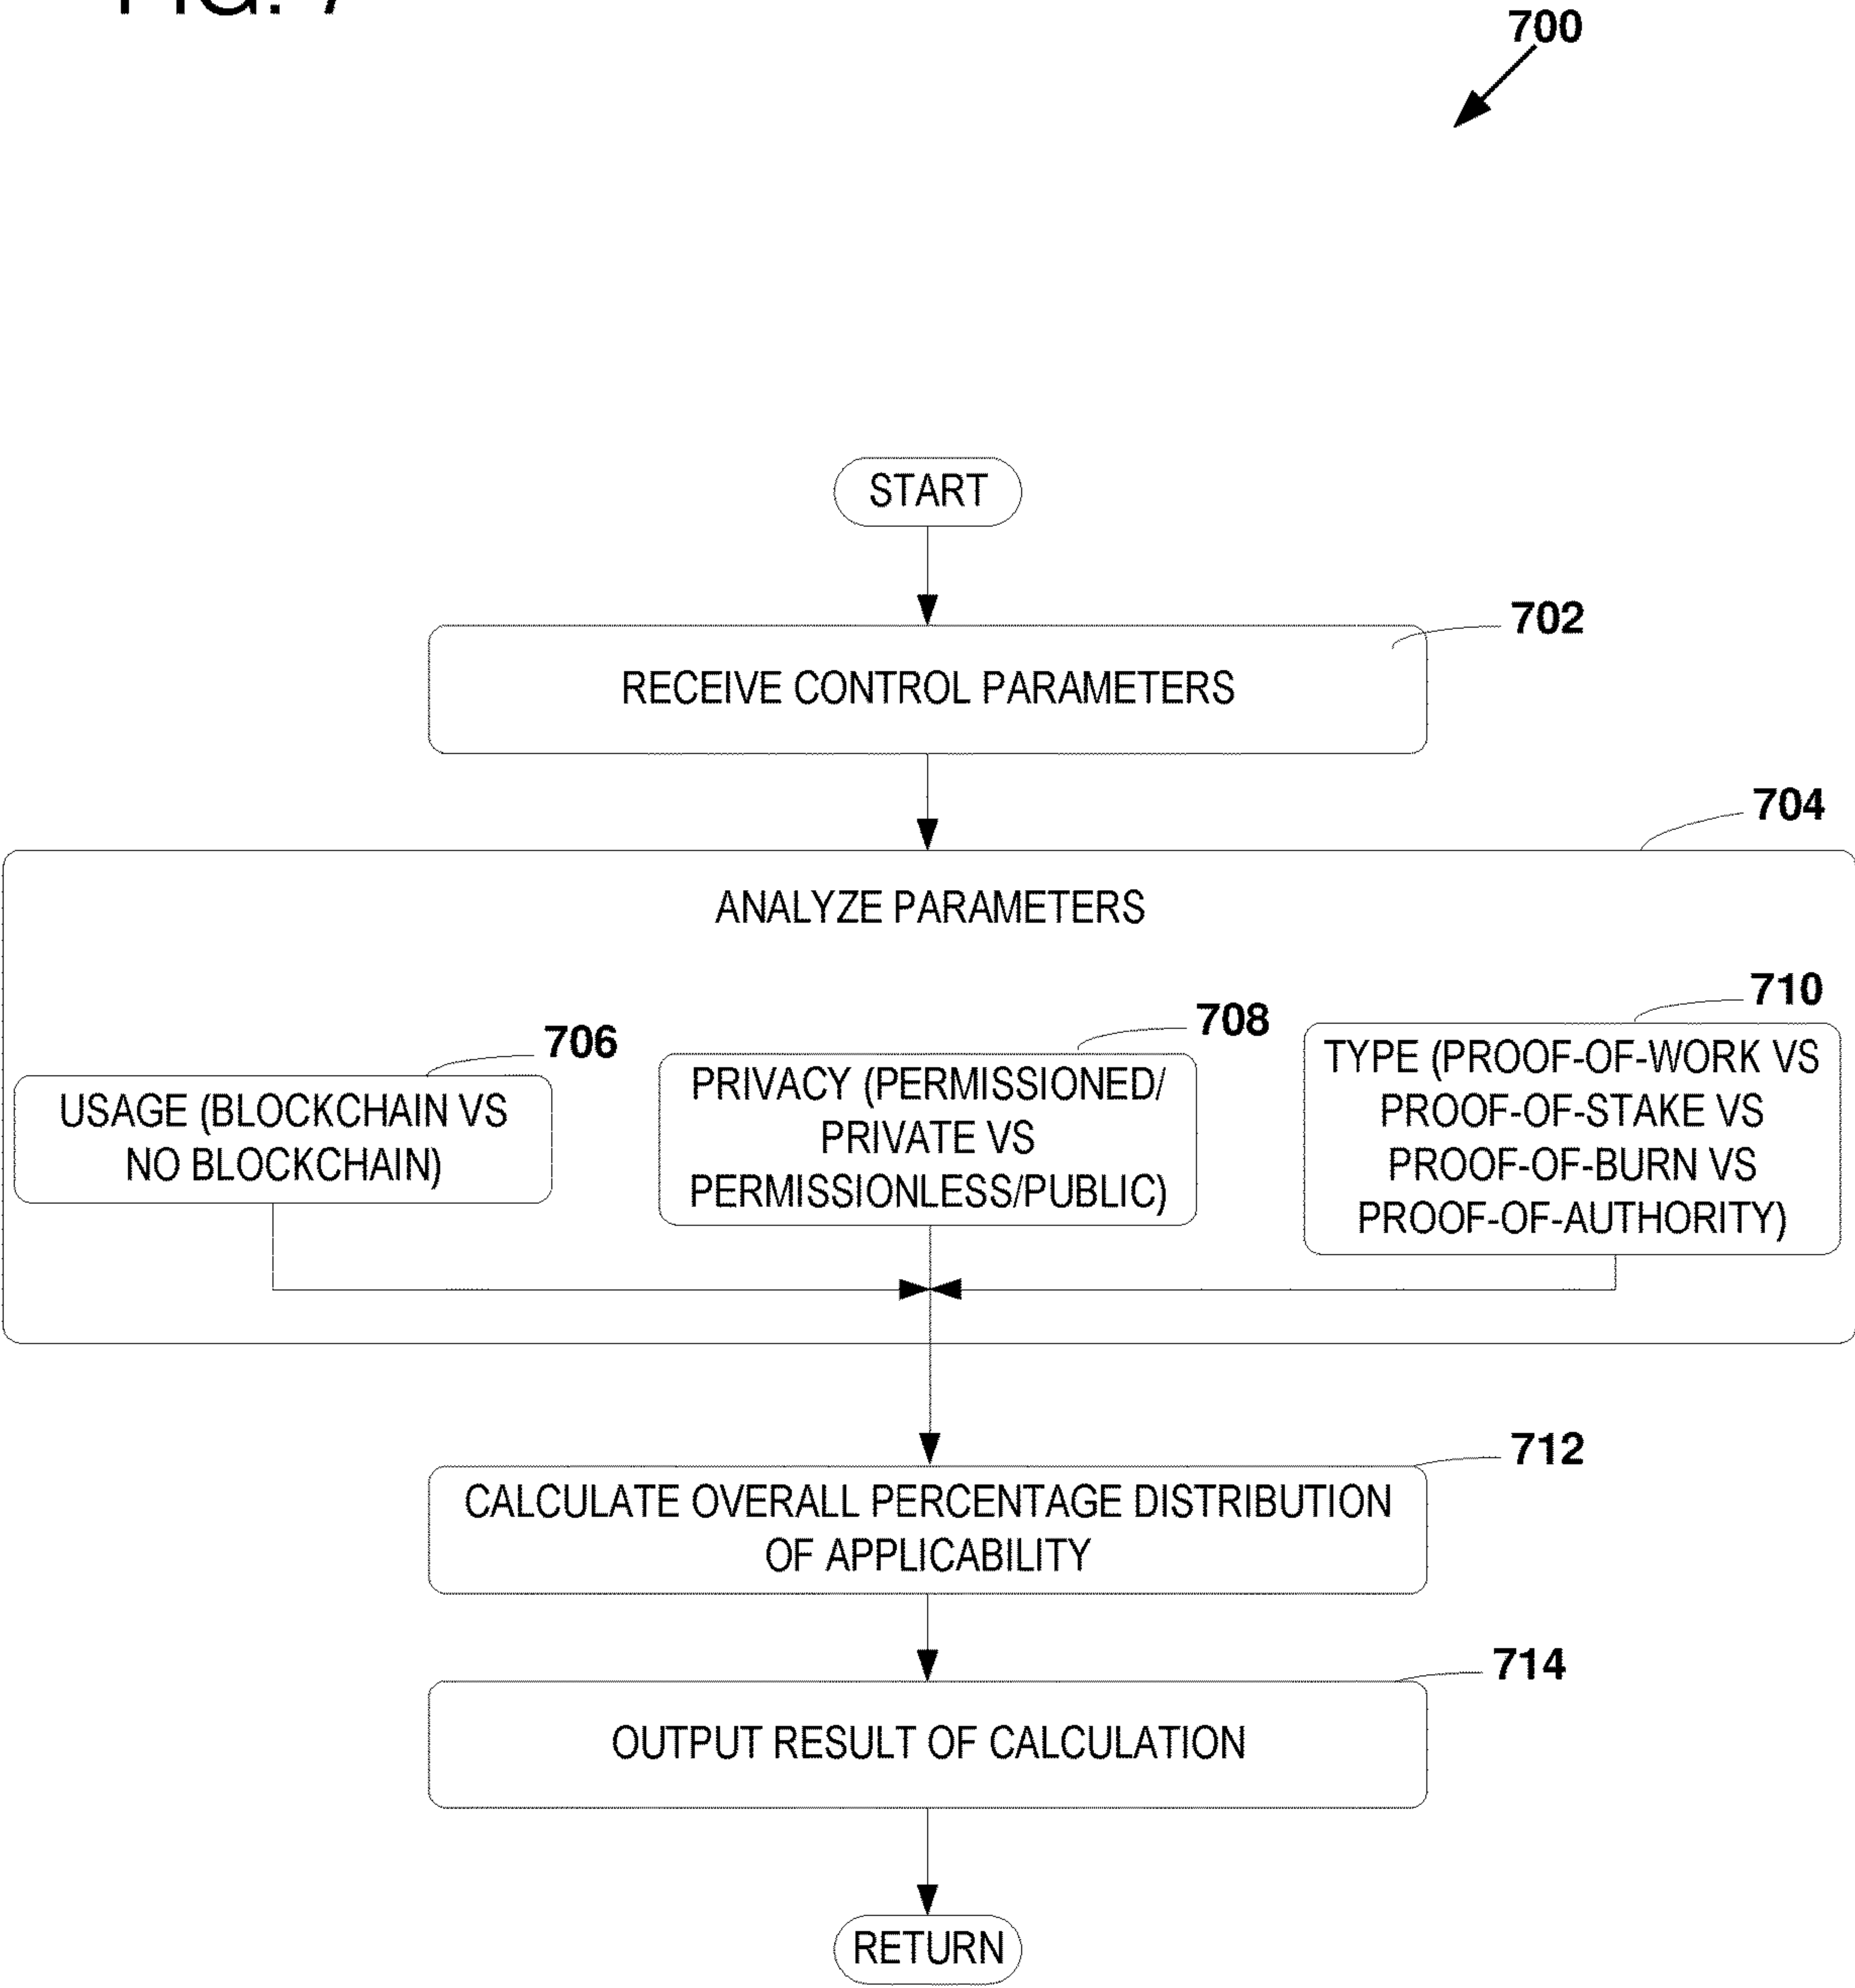 FIG. 7
700
START
702
RECEIVE CONTROL PARAMETERS
704
ANALYZE PARAMETERS
706
USAGE (BLOCKCHAIN VS
NO BLOCKCHAIN)
708
PRIVACY (PERMISSIONED/
PRIVATE VS
PERMISSIONLESS/PUBLIC)
710
TYPE (PROOF-OF-WORK VS
PROOF-OF-STAKE VS
PROOF-OF-BURN VS
PROOF-OF-AUTHORITY)
712
CALCULATE OVERALL PERCENTAGE DISTRIBUTION
OF APPLICABILITY
714
OUTPUT RESULT OF CALCULATION
RETURN